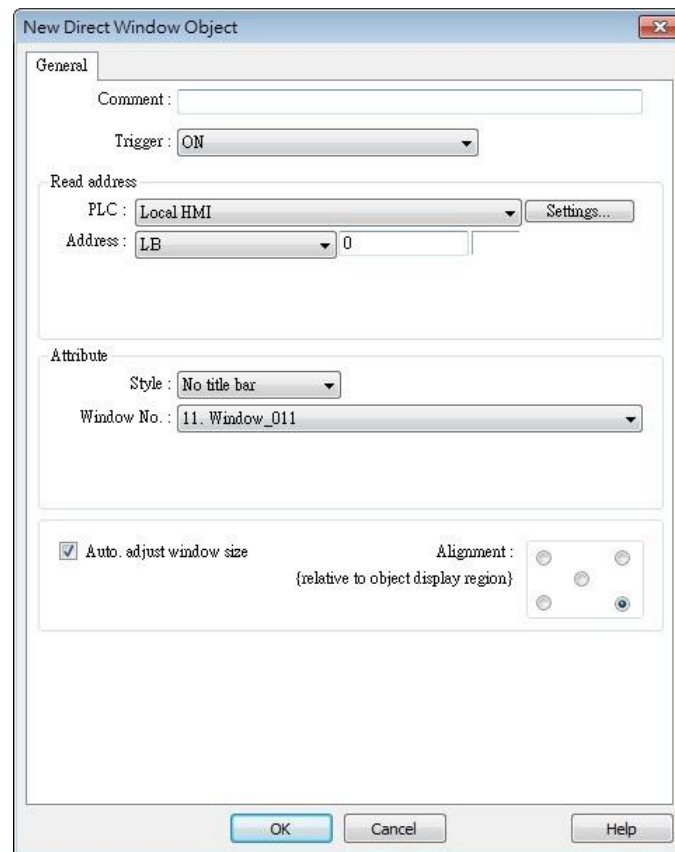 New Direct Window Object
General
Comment :
Trigger : ON
Read address
PLC : Local HMI Settings...
Address : LB 0
Attribute
Style : No title bar
Window No. : 11. Window_011
Auto. adjust window size Alignment :
{relative to object display region}
OK Cancel Help